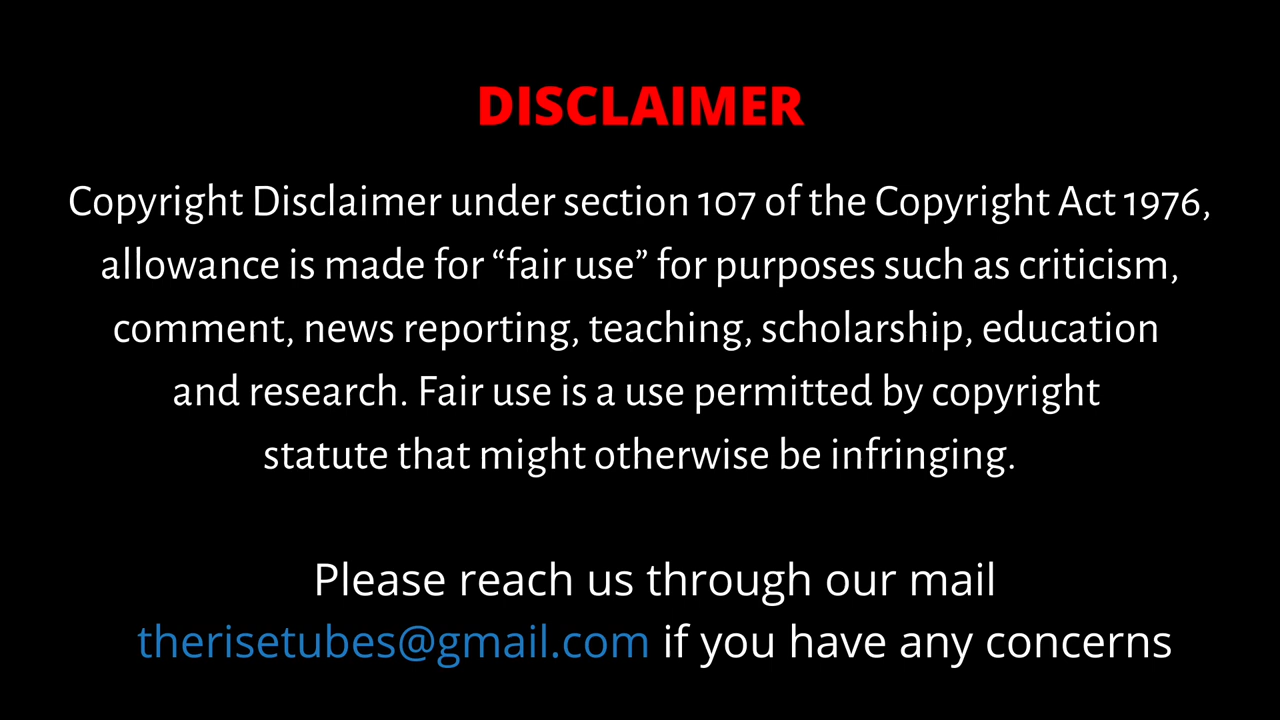 DISCLAIMER
Copyright Disclaimer under section 107 of the Copyright Act 1976,
allowance is made for “fair use” for purposes such as criticism,
comment, news reporting, teaching, scholarship, education
and research. Fair use is a use permitted by copyright
statute that might otherwise be infringing.
Please reach us through our mail
therisetubes@gmail.com if you have any concerns